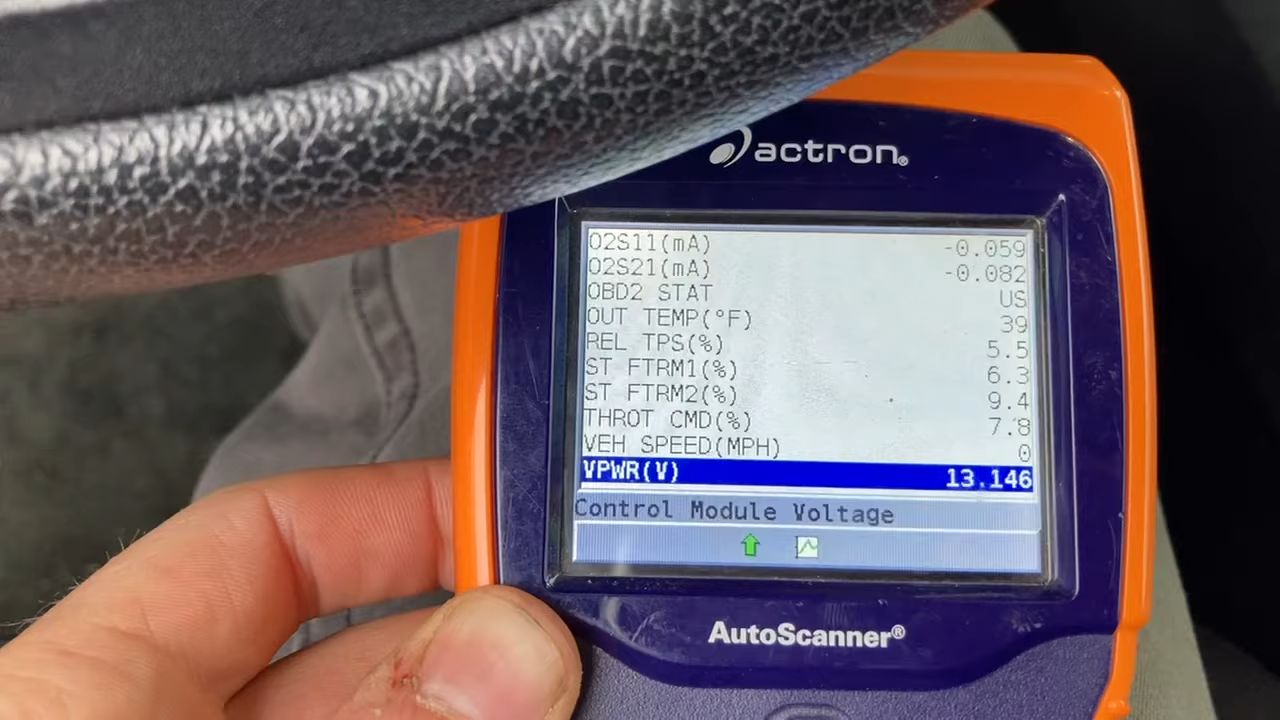 actron®
O2S11(mA) -0.059
O2S21(mA) -0.082
OBD2 STAT US
OUT TEMP(°F) 39
REL TPS(%) 5.5
ST FTRM1(%) 6.3
ST FTRM2(%) 9.4
THROT CMD(%) 7.8
VEH SPEED(MPH) 0
VPWR(V) 13.146
Control Module Voltage
AutoScanner®